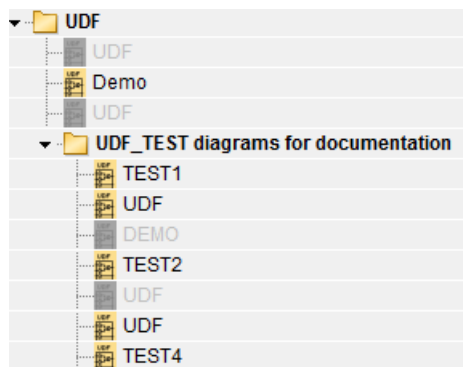 UDF
UDF
Demo
UDF
UDF_TEST diagrams for documentation
TEST1
UDF
DEMO
TEST2
UDF
UDF
TEST4